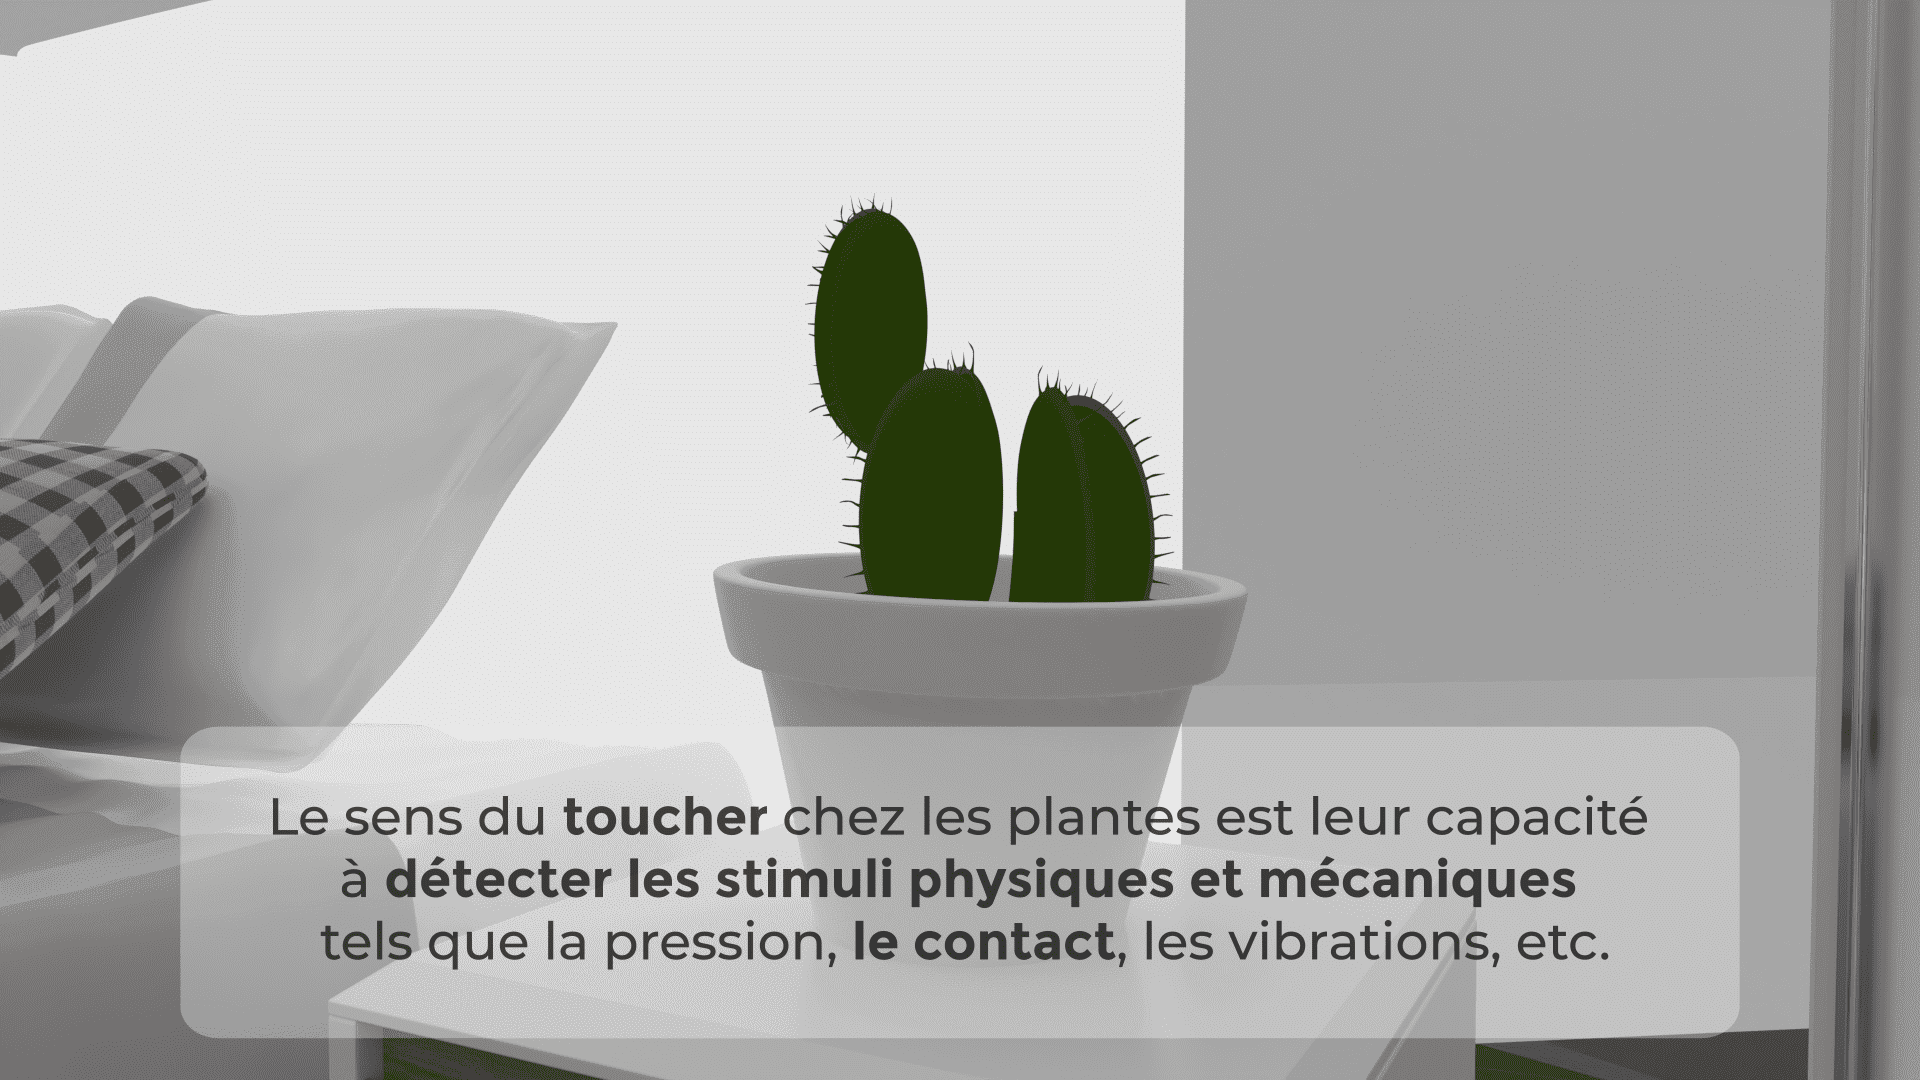 Le sens du toucher chez les plantes est leur capacité
à détecter les stimuli physiques et mécaniques
tels que la pression, le contact, les vibrations, etc.